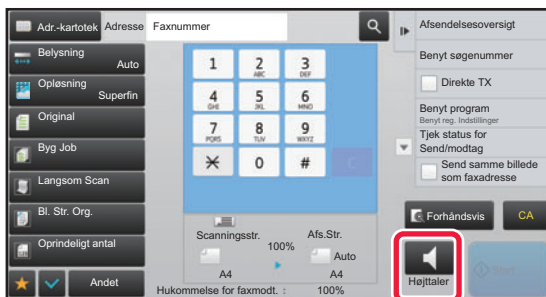 Adr.-kartotek
Adresse
Faxnummer
Belysning
Auto
Opløsning
Superfin
Original
Byg Job
Langsom Scan
Bl. Str. Org.
Oprindeligt antal
Andet
1
2
ABC
3
DEF
4
GHI
5
JKL
6
MNO
7
PQRS
8
TUV
9
WXYZ
0
#
C
Scanningsstr.
100%
Afs.Str.
Auto
A4
A4
Hukommelse for faxmodt. : 100%
Afsendelsesoversigt
Benyt søgenummer
Direkte TX
Benyt program
Benyt reg. Indstillinger
Tjek status for
Send/modtag
Send samme billede
som faxadresse
Forhåndsvis
CA
Højttaler
Start